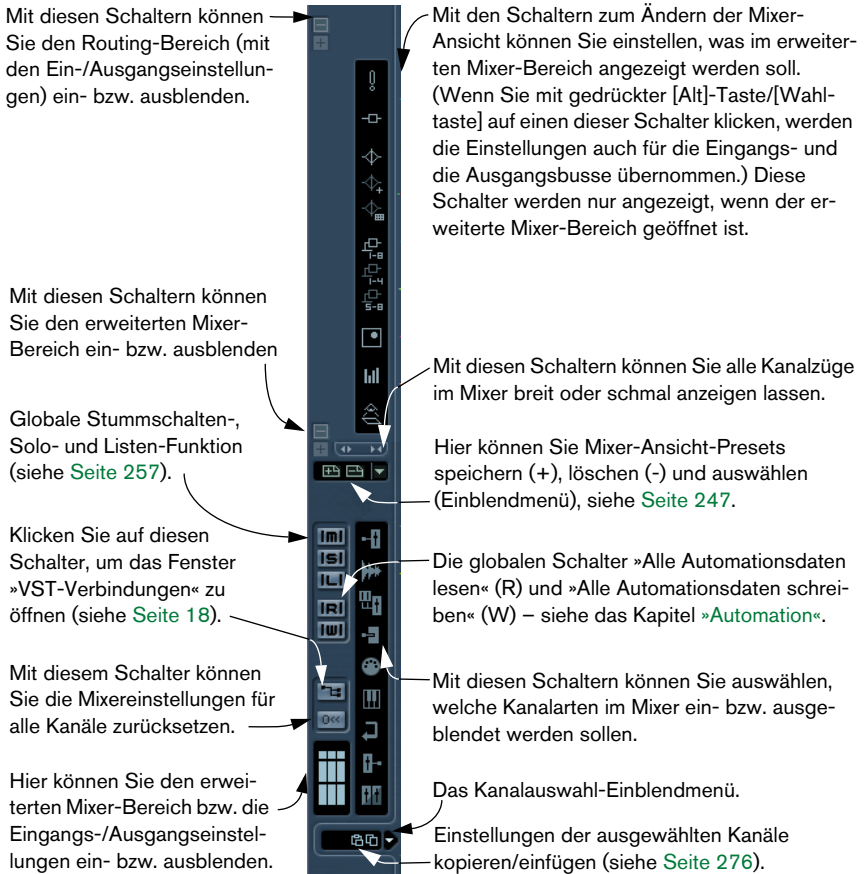 Mit diesen Schaltern können
Sie den Routing-Bereich (mit
den Ein-/Ausgangseinstellun-
gen) ein- bzw. ausblenden.
Mit den Schaltern zum Ändern der Mixer-
Ansicht können Sie einstellen, was im erweiter-
ten Mixer-Bereich angezeigt werden soll.
(Wenn Sie mit gedrückter [Alt]-Taste/[Wahl-
taste] auf einen dieser Schalter klicken, werden
die Einstellungen auch für die Eingangs- und
die Ausgangsbusse übernommen.) Diese
Schalter werden nur angezeigt, wenn der er-
weiterte Mixer-Bereich geöffnet ist.
1-8
1-4
5-8
Mit diesen Schaltern können
Sie den erweiterten Mixer-
Bereich ein- bzw. ausblenden
Mit diesen Schaltern können Sie alle Kanalzüge
im Mixer breit oder schmal anzeigen lassen.
Globale Stummschalten-,
Solo- und Listen-Funktion
(siehe Seite 257).
Hier können Sie Mixer-Ansicht-Presets
speichern (+), löschen (-) und auswählen
(Einblendmenü), siehe Seite 247.
m
S
L
R
W
Klicken Sie auf diesen
Schalter, um das Fenster
»VST-Verbindungen« zu
öffnen (siehe Seite 18).
Die globalen Schalter »Alle Automationsdaten
lesen« (R) und »Alle Automationsdaten schrei-
ben« (W) – siehe das Kapitel »Automation«.
Mit diesem Schalter können
Sie die Mixereinstellungen für
alle Kanäle zurücksetzen.
0<<
Mit diesen Schaltern können Sie auswählen,
welche Kanalarten im Mixer ein- bzw. ausge-
blendet werden sollen.
Hier können Sie den erwei-
terten Mixer-Bereich bzw. die
Eingangs-/Ausgangseinstel-
lungen ein- bzw. ausblenden.
Das Kanalauswahl-Einblendmenü.
Einstellungen der ausgewählten Kanäle
kopieren/einfügen (siehe Seite 276).